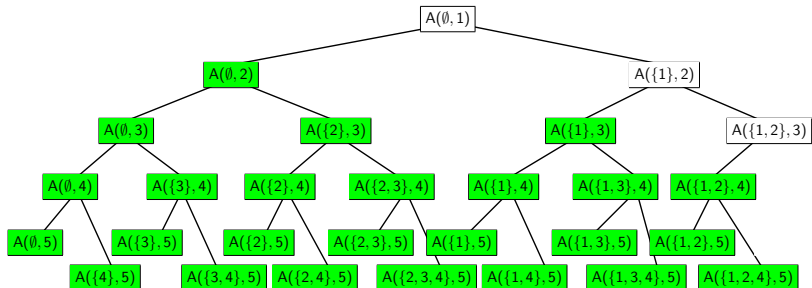 A(∅, 1)
A(∅, 2)
A({1}, 2)
A(∅, 3)
A({2}, 3)
A({1}, 3)
A({1, 2}, 3)
A(∅, 4)
A({3}, 4)
A({2}, 4)
A({2, 3}, 4)
A({1}, 4)
A({1, 3}, 4)
A({1, 2}, 4)
A(∅, 5)
A({3}, 5)
A({2}, 5)
A({2, 3}, 5)
A({1}, 5)
A({1, 3}, 5)
A({1, 2}, 5)
A({4}, 5)
A({3, 4}, 5)
A({2, 4}, 5)
A({2, 3, 4}, 5)
A({1, 4}, 5)
A({1, 3, 4}, 5)
A({1, 2, 4}, 5)